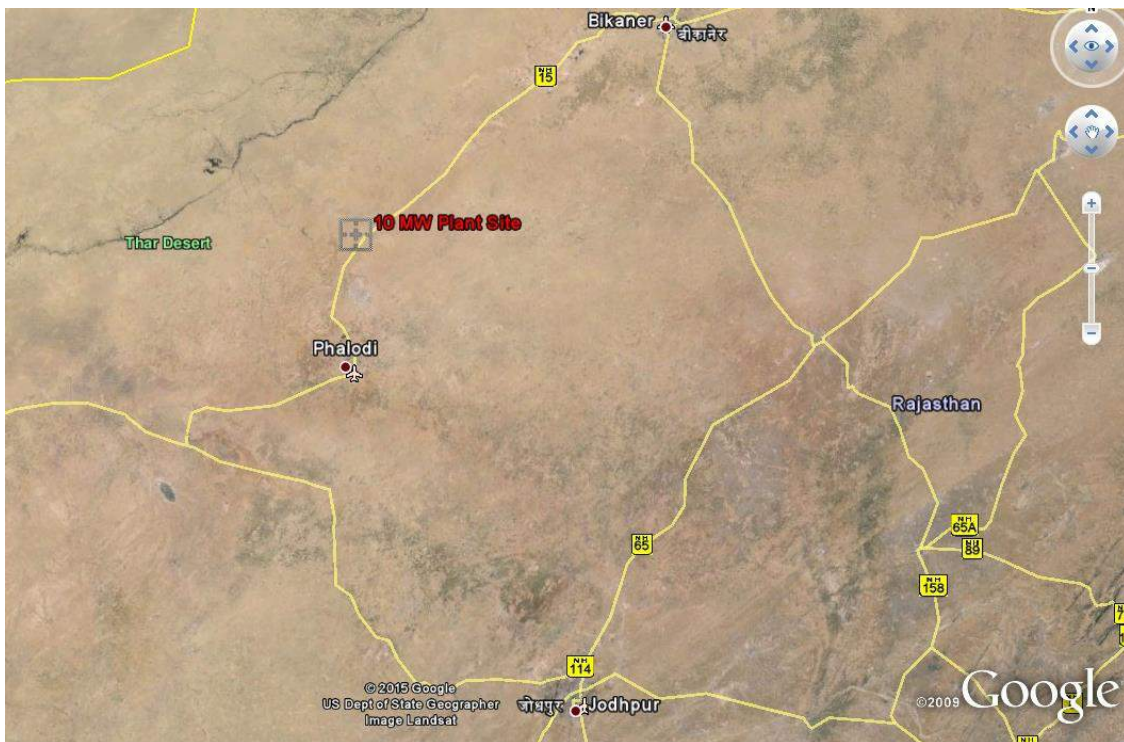 N
Bikaner
बीकानेर
NH
15
10 MW Plant Site
Thar Desert
Phalodi
Rajasthan
NH
65A
NH
65
NH
89
NH
158
NH
114
© 2015 Google
US Dept of State Geographer
Image Landsat
जोधपुर
Jodhpur
©2009 Google